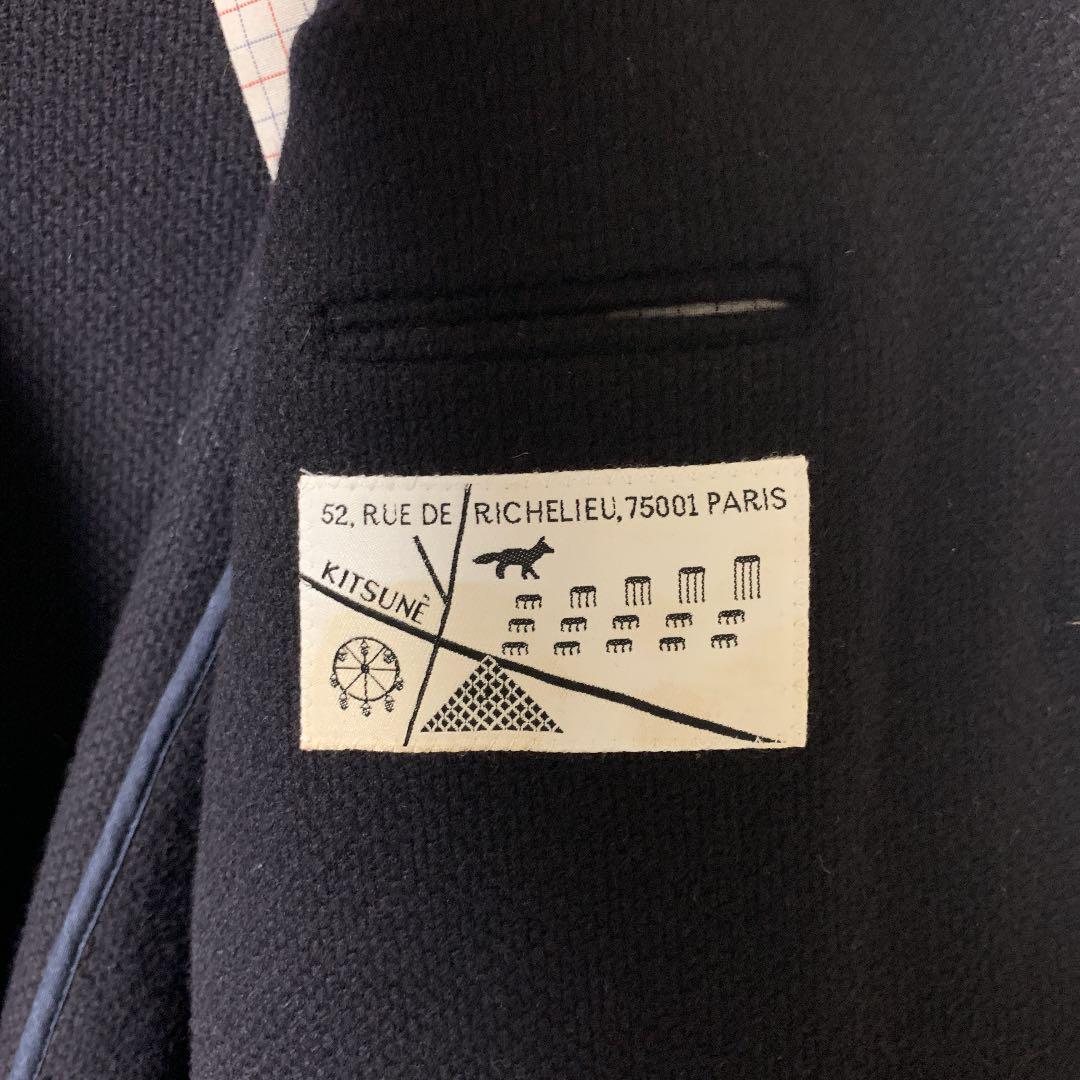 52, RUE DE RICHELIEU, 75001 PARIS
KITSUNÈ